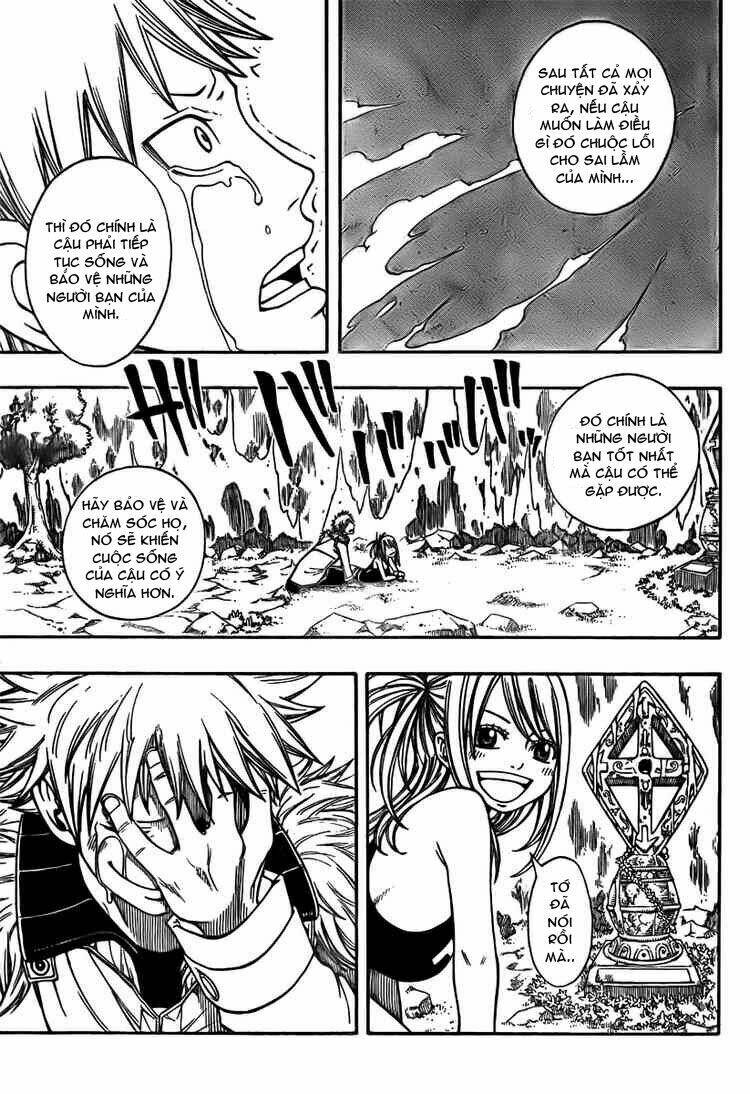 SAU TẤT CẢ MỌI
CHUYỆN ĐÃ XẢY
RA, NẾU CẬU
MUỐN LÀM ĐIỀU
GÌ ĐÓ CHUỘC LỖI
CHO SAI LẦM
CỦA MÌNH...
THÌ ĐÓ CHÍNH LÀ
CẬU PHẢI TIẾP
TUC SỐNG VÀ
BẢO VỆ NHỮNG
NGƯỜI BẠN CỦA
MÌNH.
ĐÓ CHÍNH LÀ
NHỮNG NGƯỜI
BẠN TỐT NHẤT
MÀ CẬU CÓ THỂ
GẶP ĐƯỢC.
HÃY BẢO VỆ VÀ
CHĂM SÓC HỌ,
NÓ SẼ KHIẾN
CUỘC SỐNG
CỦA CẬU CÓ Ý
NGHĨA HƠN.
TỚ
ĐÃ
NÓI
RỒI
MÀ..